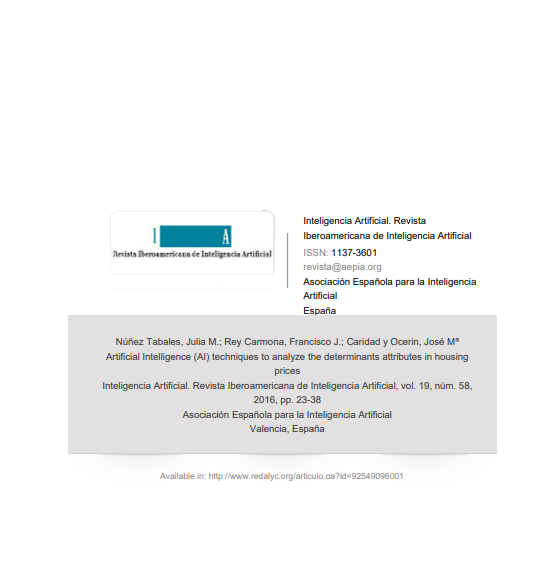 I A
Revista Iberoamericana de Inteligencia Artificial
Inteligencia Artificial. Revista
Iberoamericana de Inteligencia Artificial
ISSN: 1137-3601
revista@aepia.org
Asociación Española para la Inteligencia
Artificial
España
Núñez Tabales, Julia M.; Rey Carmona, Francisco J.; Caridad y Ocerin, José Mª
Artificial Intelligence (AI) techniques to analyze the determinants attributes in housing
prices
Inteligencia Artificial. Revista Iberoamericana de Inteligencia Artificial, vol. 19, núm. 58,
2016, pp. 23-38
Asociación Española para la Inteligencia Artificial
Valencia, España
Available in: http://www.redalyc.org/articulo.oa?id=92549096001